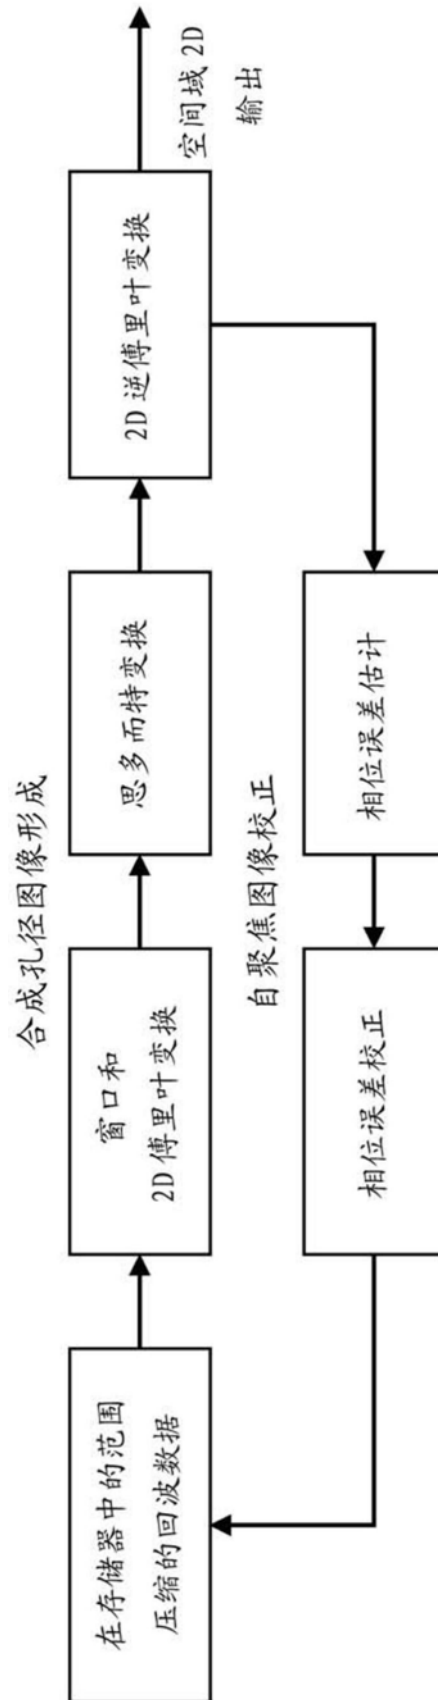 合成孔径图像形成
在存储器中的范围
压缩的回波数据
窗口和
2D 傅里叶变换
思多而特变换
2D 逆傅里叶变换
空间域 2D
输出
自聚焦图像校正
相位误差校正
相位误差估计